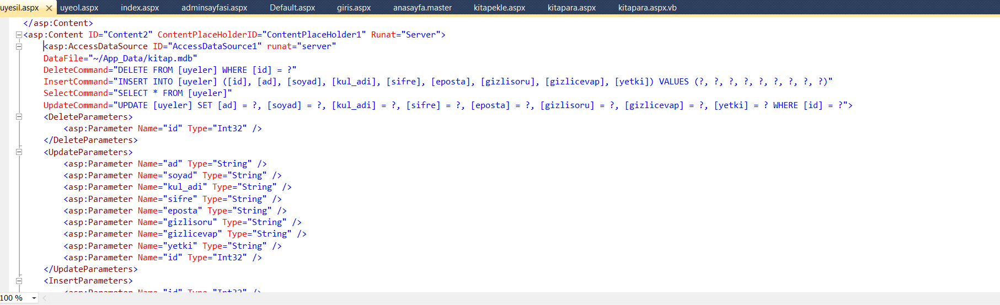 uyesil.aspx uyeol.aspx index.aspx adminsayfasi.aspx Default.aspx giris.aspx anasayfa.master kitapekle.aspx kitapara.aspx kitapara.aspx.vb
</asp:Content>
<asp:Content ID="Content2" ContentPlaceHolderID="ContentPlaceHolder1" Runat="Server">
<asp:AccessDataSource ID="AccessDataSource1" runat="server"
DataFile="~/App_Data/kitap.mdb"
DeleteCommand="DELETE FROM [uyeler] WHERE [id] = ?"
InsertCommand="INSERT INTO [uyeler] ([id], [ad], [soyad], [kul_adi], [sifre], [eposta], [gizlisoru], [gizlicevap], [yetki]) VALUES (?, ?, ?, ?, ?, ?, ?, ?, ?)"
SelectCommand="SELECT * FROM [uyeler]"
UpdateCommand="UPDATE [uyeler] SET [ad] = ?, [soyad] = ?, [kul_adi] = ?, [sifre] = ?, [eposta] = ?, [gizlisoru] = ?, [gizlicevap] = ?, [yetki] = ? WHERE [id] = ?">
<DeleteParameters>
<asp:Parameter Name="id" Type="Int32" />
</DeleteParameters>
<UpdateParameters>
<asp:Parameter Name="ad" Type="String" />
<asp:Parameter Name="soyad" Type="String" />
<asp:Parameter Name="kul_adi" Type="String" />
<asp:Parameter Name="sifre" Type="String" />
<asp:Parameter Name="eposta" Type="String" />
<asp:Parameter Name="gizlisoru" Type="String" />
<asp:Parameter Name="gizlicevap" Type="String" />
<asp:Parameter Name="yetki" Type="String" />
<asp:Parameter Name="id" Type="Int32" />
</UpdateParameters>
<InsertParameters>
<asp:Parameter Name="id" Type="Int32" />
100 %